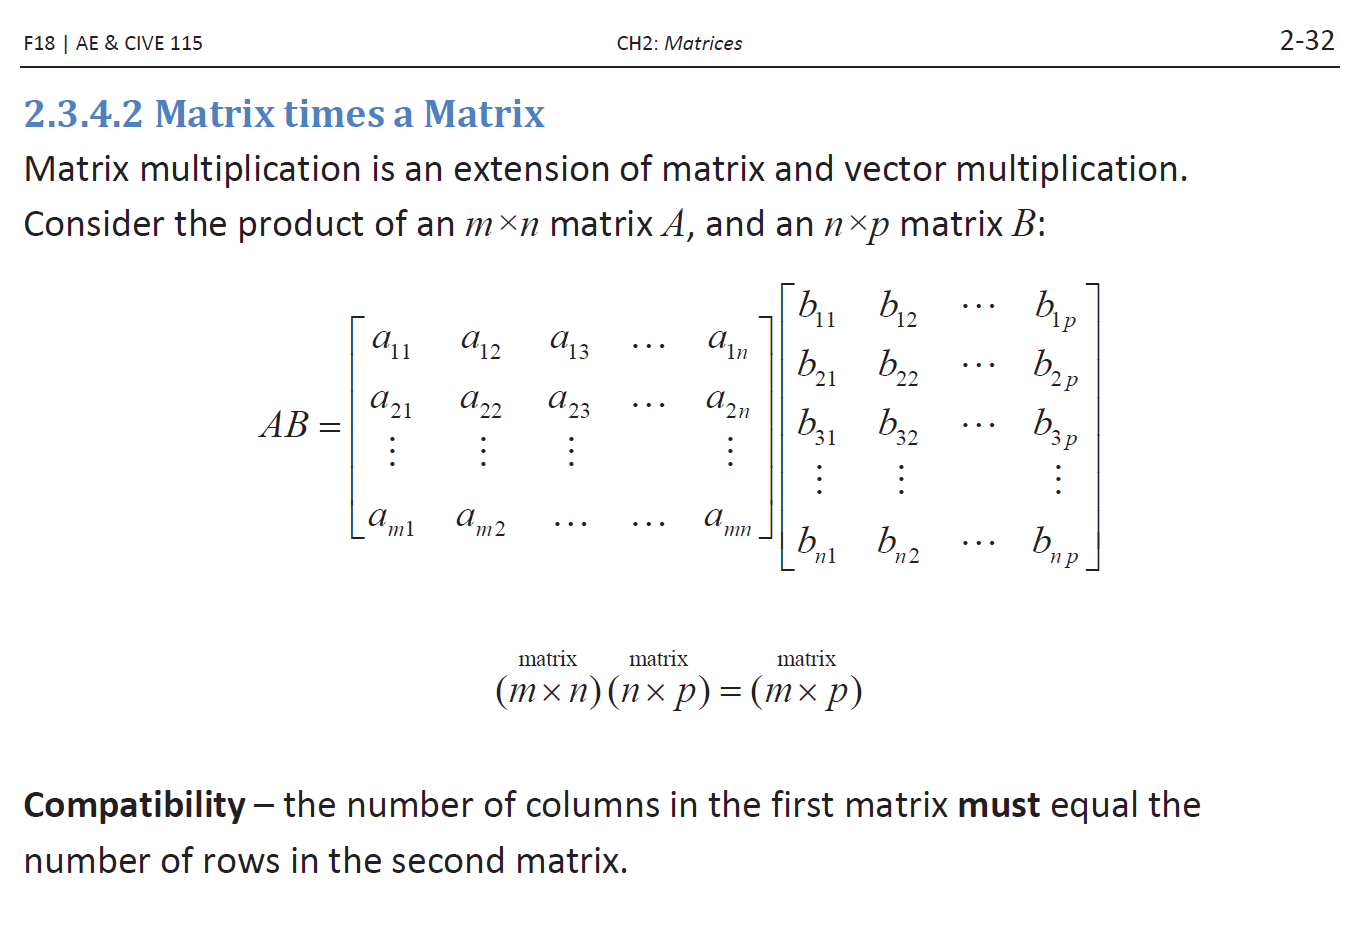 F18 | AE & CIVE 115 CH2: Matrices 2-32
2.3.4.2 Matrix times a Matrix
Matrix multiplication is an extension of matrix and vector multiplication.
Consider the product of an m×n matrix A, and an n×p matrix B:
AB = [a11 a12 a13 … a1n; a21 a22 a23 … a2n; ⋮ ⋮ ⋮ ⋮; am1 am2 … … amn] [b11 b12 ⋯ b1p; b21 b22 ⋯ b2p; b31 b32 ⋯ b3p; ⋮ ⋮ ⋮; bn1 bn2 ⋯ bnp]
matrix matrix matrix
(m × n)(n × p) = (m × p)
Compatibility – the number of columns in the first matrix must equal the
number of rows in the second matrix.